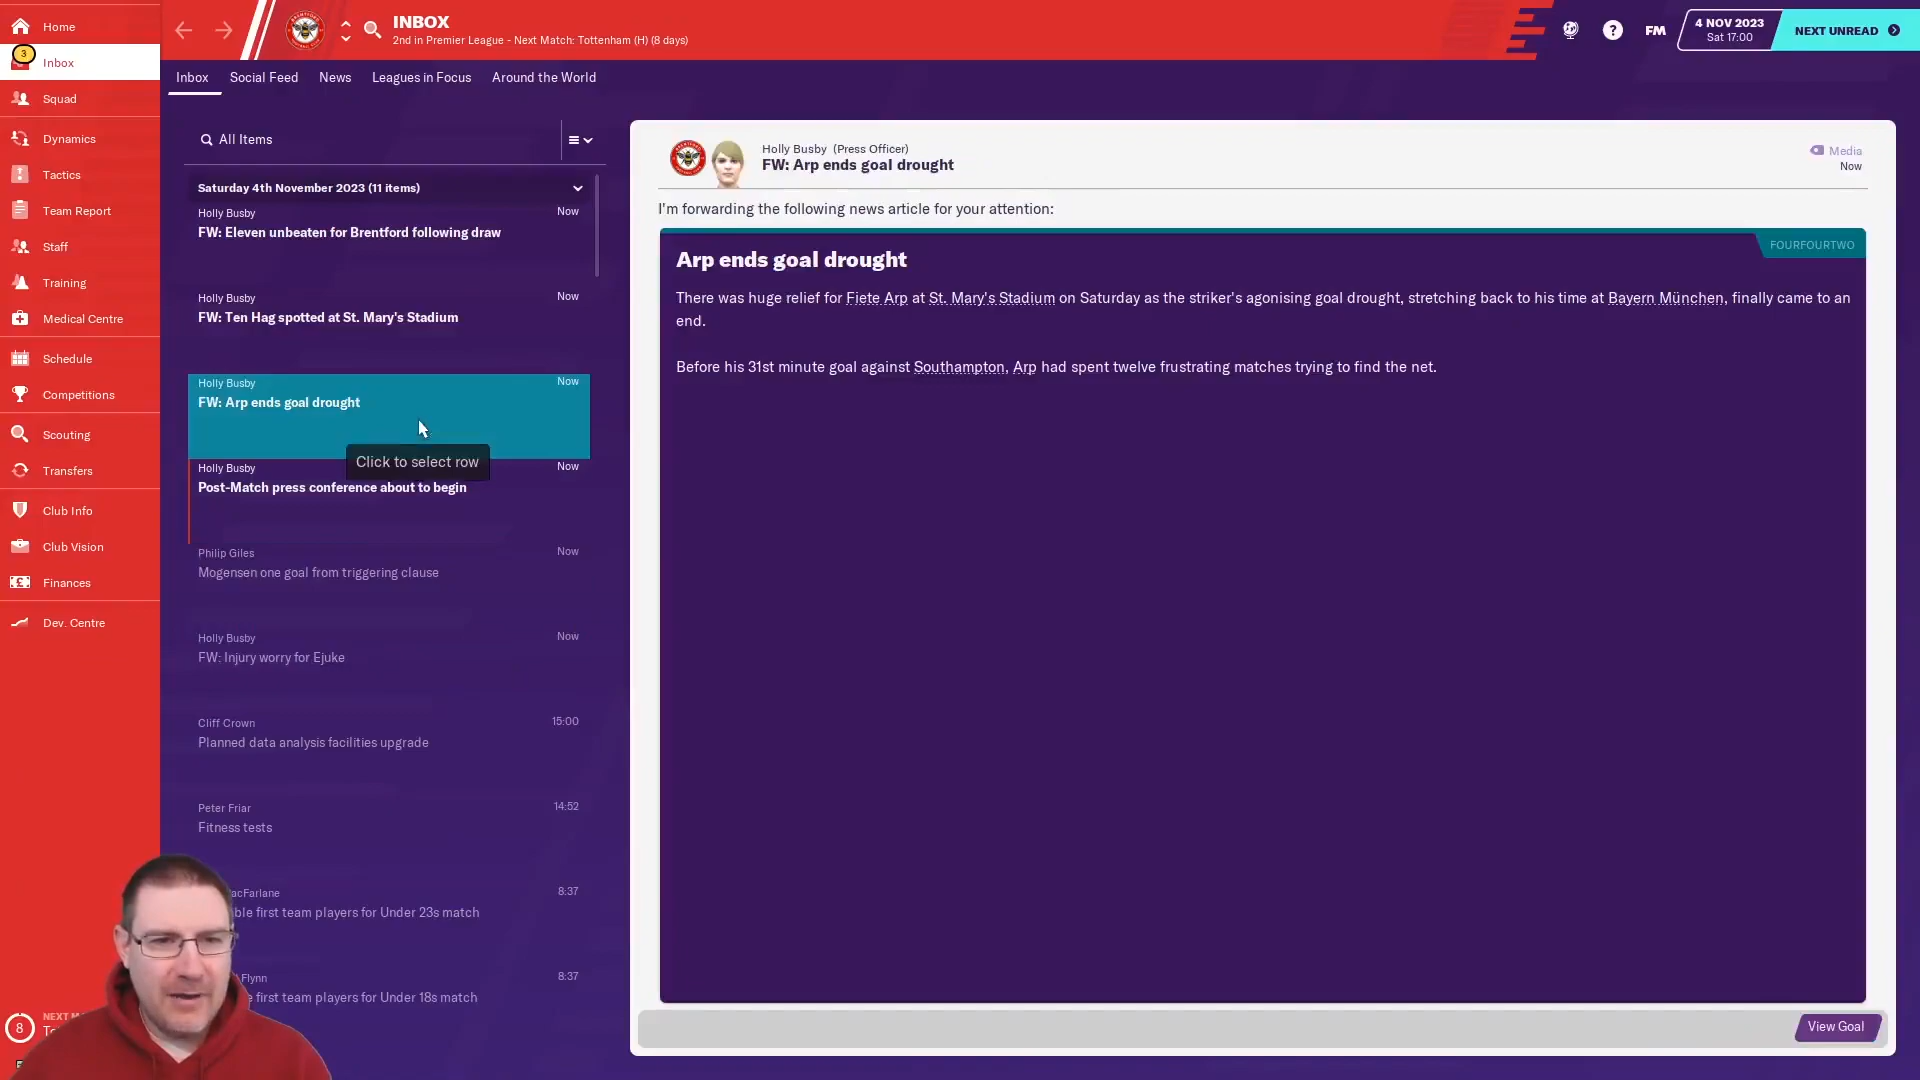 Home
3
Inbox
Squad
Dynamics
Tactics
Team Report
Staff
Training
Medical Centre
Schedule
Competitions
Scouting
Transfers
Club Info
Club Vision
Finances
Dev. Centre
8
INBOX
2nd in Premier League - Next Match: Tottenham (H) (8 days)
FM
4 NOV 2023
Sat 17:00
NEXT UNREAD
Inbox Social Feed News Leagues in Focus Around the World
All Items
Saturday 4th November 2023 (11 items)
Holly Busby Now
FW: Eleven unbeaten for Brentford following draw
Holly Busby Now
FW: Ten Hag spotted at St. Mary's Stadium
Holly Busby Now
FW: Arp ends goal drought
Click to select row
Holly Busby Now
Post-Match press conference about to begin
Philip Giles Now
Mogensen one goal from triggering clause
Holly Busby Now
FW: Injury worry for Ejuke
Cliff Crown 15:00
Planned data analysis facilities upgrade
Peter Friar 14:52
Fitness tests
acFarlane 8:37
ble first team players for Under 23s match
Flynn 8:37
first team players for Under 18s match
Holly Busby (Press Officer)
FW: Arp ends goal drought
Media
Now
I'm forwarding the following news article for your attention:
FOURFOURTWO
Arp ends goal drought
There was huge relief for Fiete Arp at St. Mary's Stadium on Saturday as the striker's agonising goal drought, stretching back to his time at Bayern München, finally came to an
end.
Before his 31st minute goal against Southampton, Arp had spent twelve frustrating matches trying to find the net.
View Goal